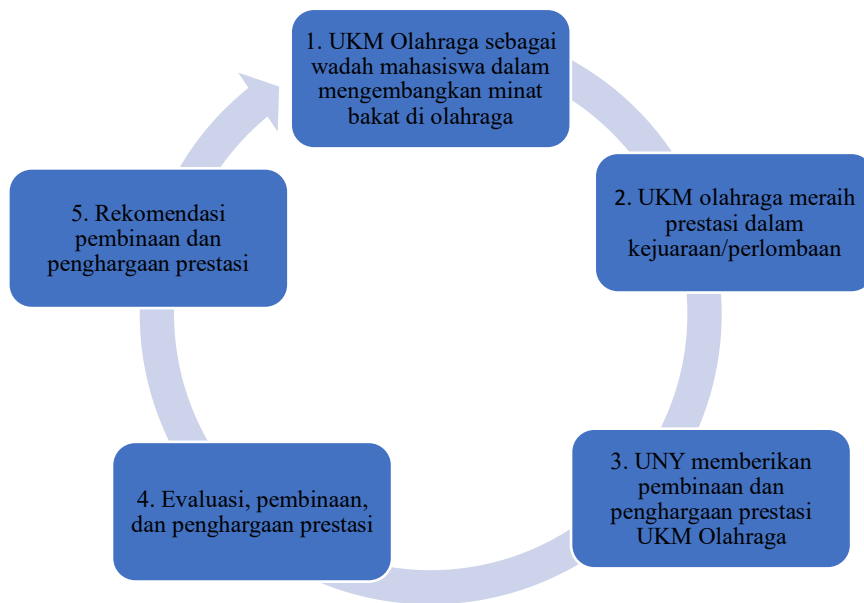 1. UKM Olahraga sebagai
wadah mahasiswa dalam
mengembangkan minat
bakat di olahraga
2. UKM olahraga meraih
prestasi dalam
kejuaraan/perlombaan
3. UNY memberikan
pembinaan dan
penghargaan prestasi
UKM Olahraga
4. Evaluasi, pembinaan,
dan penghargaan prestasi
5. Rekomendasi
pembinaan dan
penghargaan prestasi